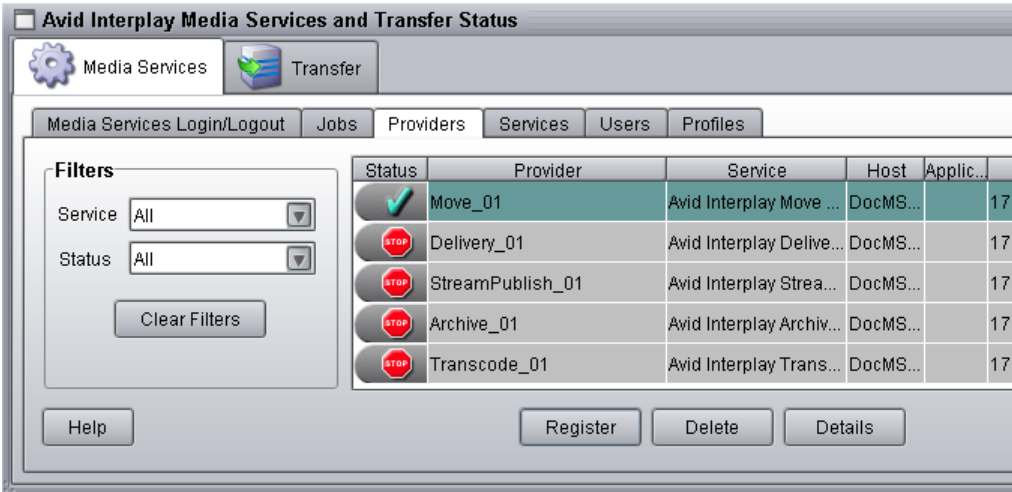 Avid Interplay Media Services and Transfer Status
Media Services Transfer
Media Services Login/Logout Jobs Providers Services Users Profiles
Filters
Service All
Status All
Clear Filters
Status Provider Service Host Applic...
Move_01 Avid Interplay Move ... DocMS... 17
STOP Delivery_01 Avid Interplay Delive... DocMS... 17
STOP StreamPublish_01 Avid Interplay Strea... DocMS... 17
STOP Archive_01 Avid Interplay Archiv... DocMS... 17
STOP Transcode_01 Avid Interplay Trans... DocMS... 17
Help Register Delete Details